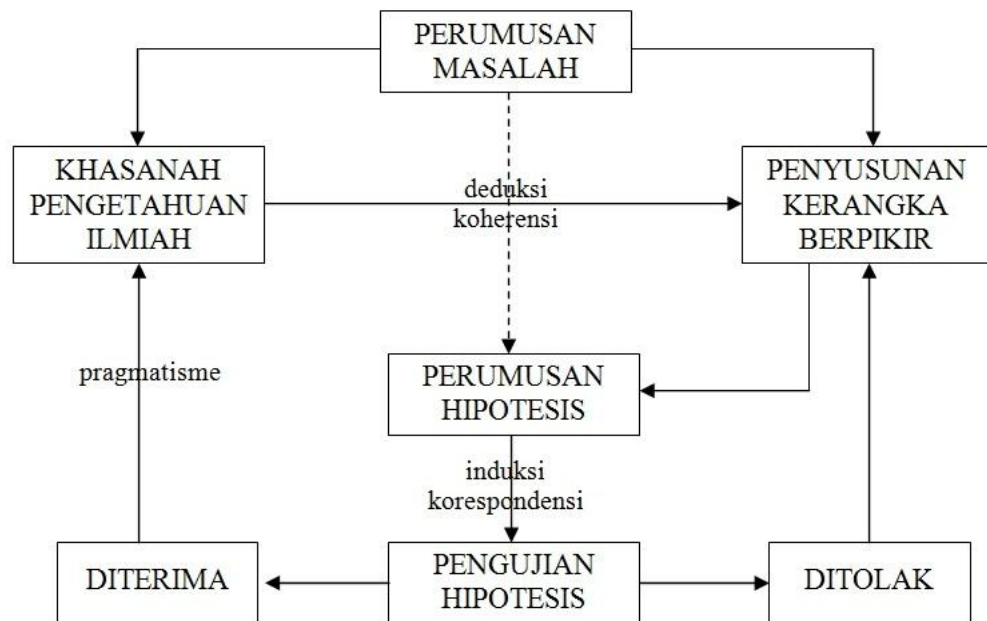 PERUMUSAN
MASALAH
KHASANAH
PENGETAHUAN
ILMIAH
deduksi
koherensi
PENYUSUNAN
KERANGKA
BERPIKIR
pragmatisme
PERUMUSAN
HIPOTESIS
induksi
korespondensi
DITERIMA
PENGUJIAN
HIPOTESIS
DITOLAK